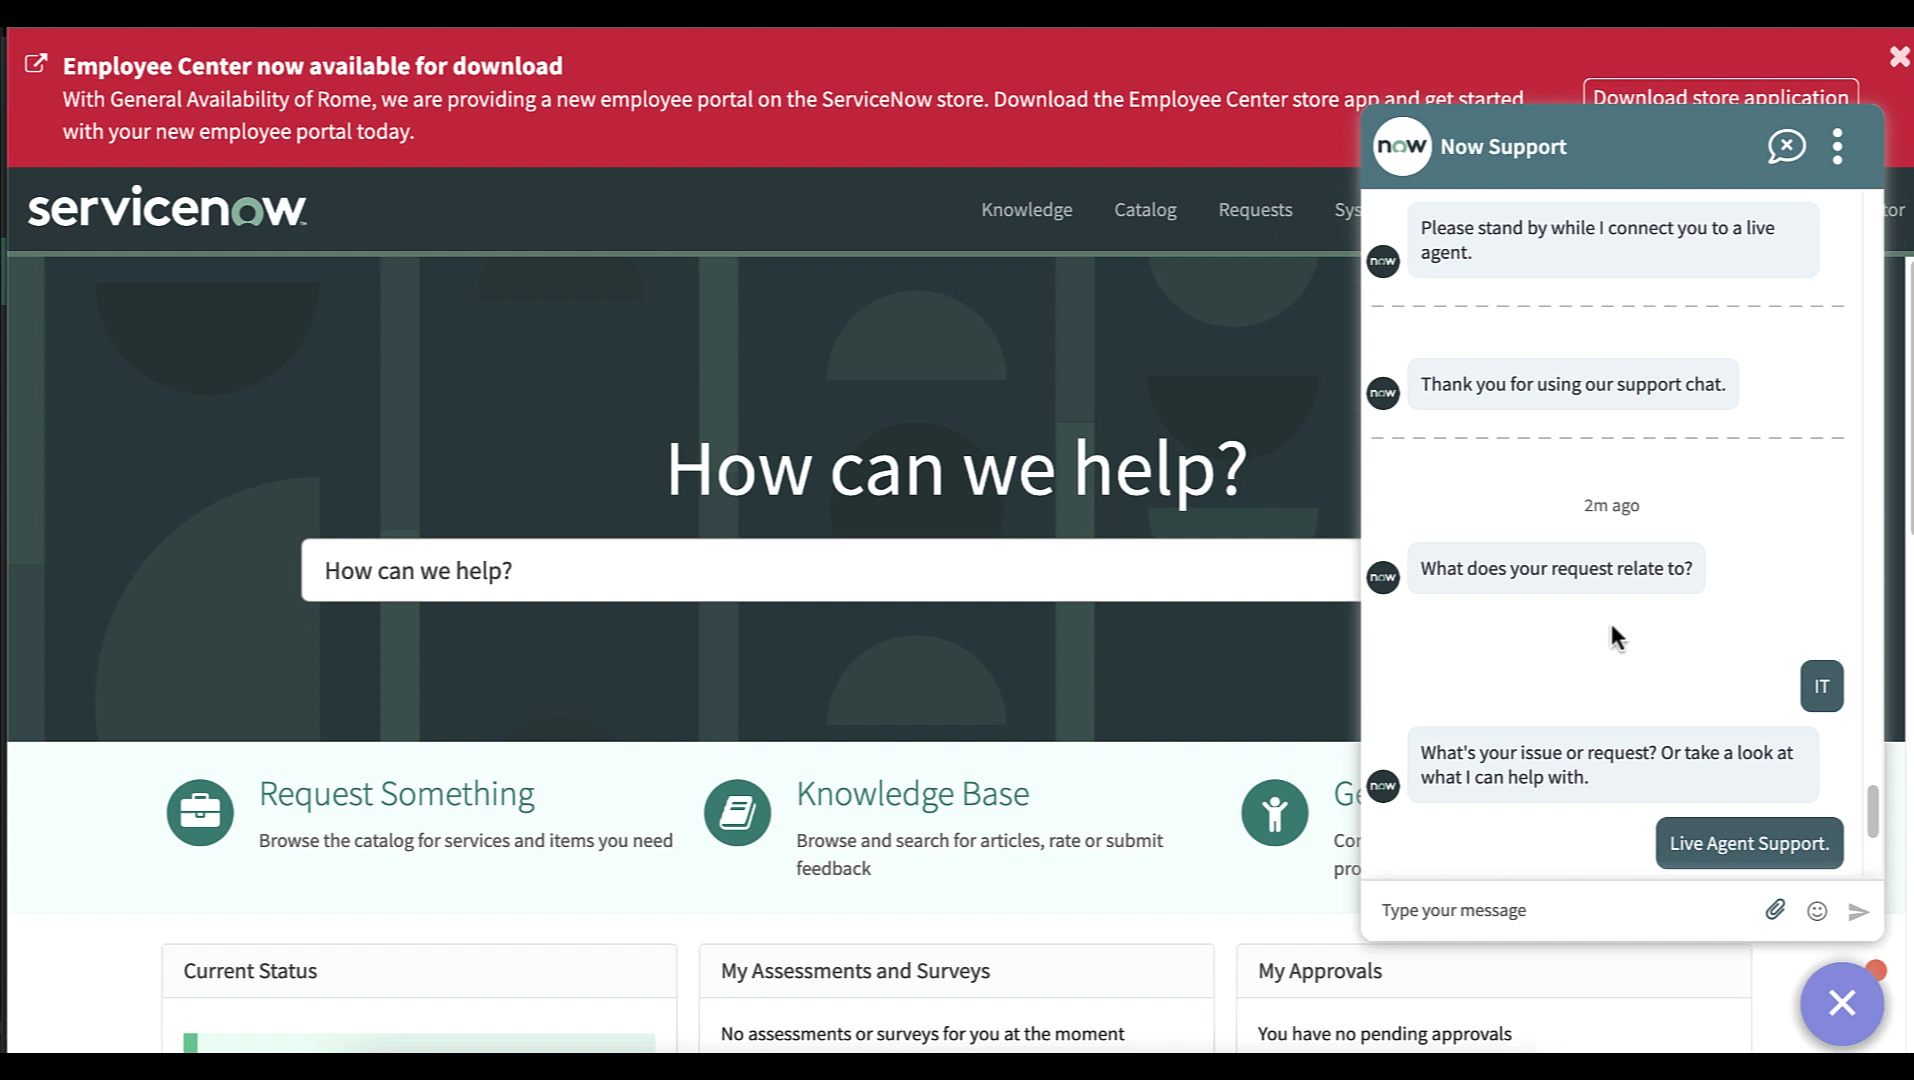 Employee Center now available for download
With General Availability of Rome, we are providing a new employee portal on the ServiceNow store. Download the Employee Center store app and get started
with your new employee portal today.
Download store application
servicenow
Knowledge
Catalog
Requests
How can we help?
How can we help?
Request Something
Browse the catalog for services and items you need
Knowledge Base
Browse and search for articles, rate or submit
feedback
Current Status
My Assessments and Surveys
No assessments or surveys for you at the moment
My Approvals
You have no pending approvals
now
Now Support
Please stand by while I connect you to a live
agent.
now
Thank you for using our support chat.
now
2m ago
What does your request relate to?
now
IT
What's your issue or request? Or take a look at
what I can help with.
now
Live Agent Support.
Type your message